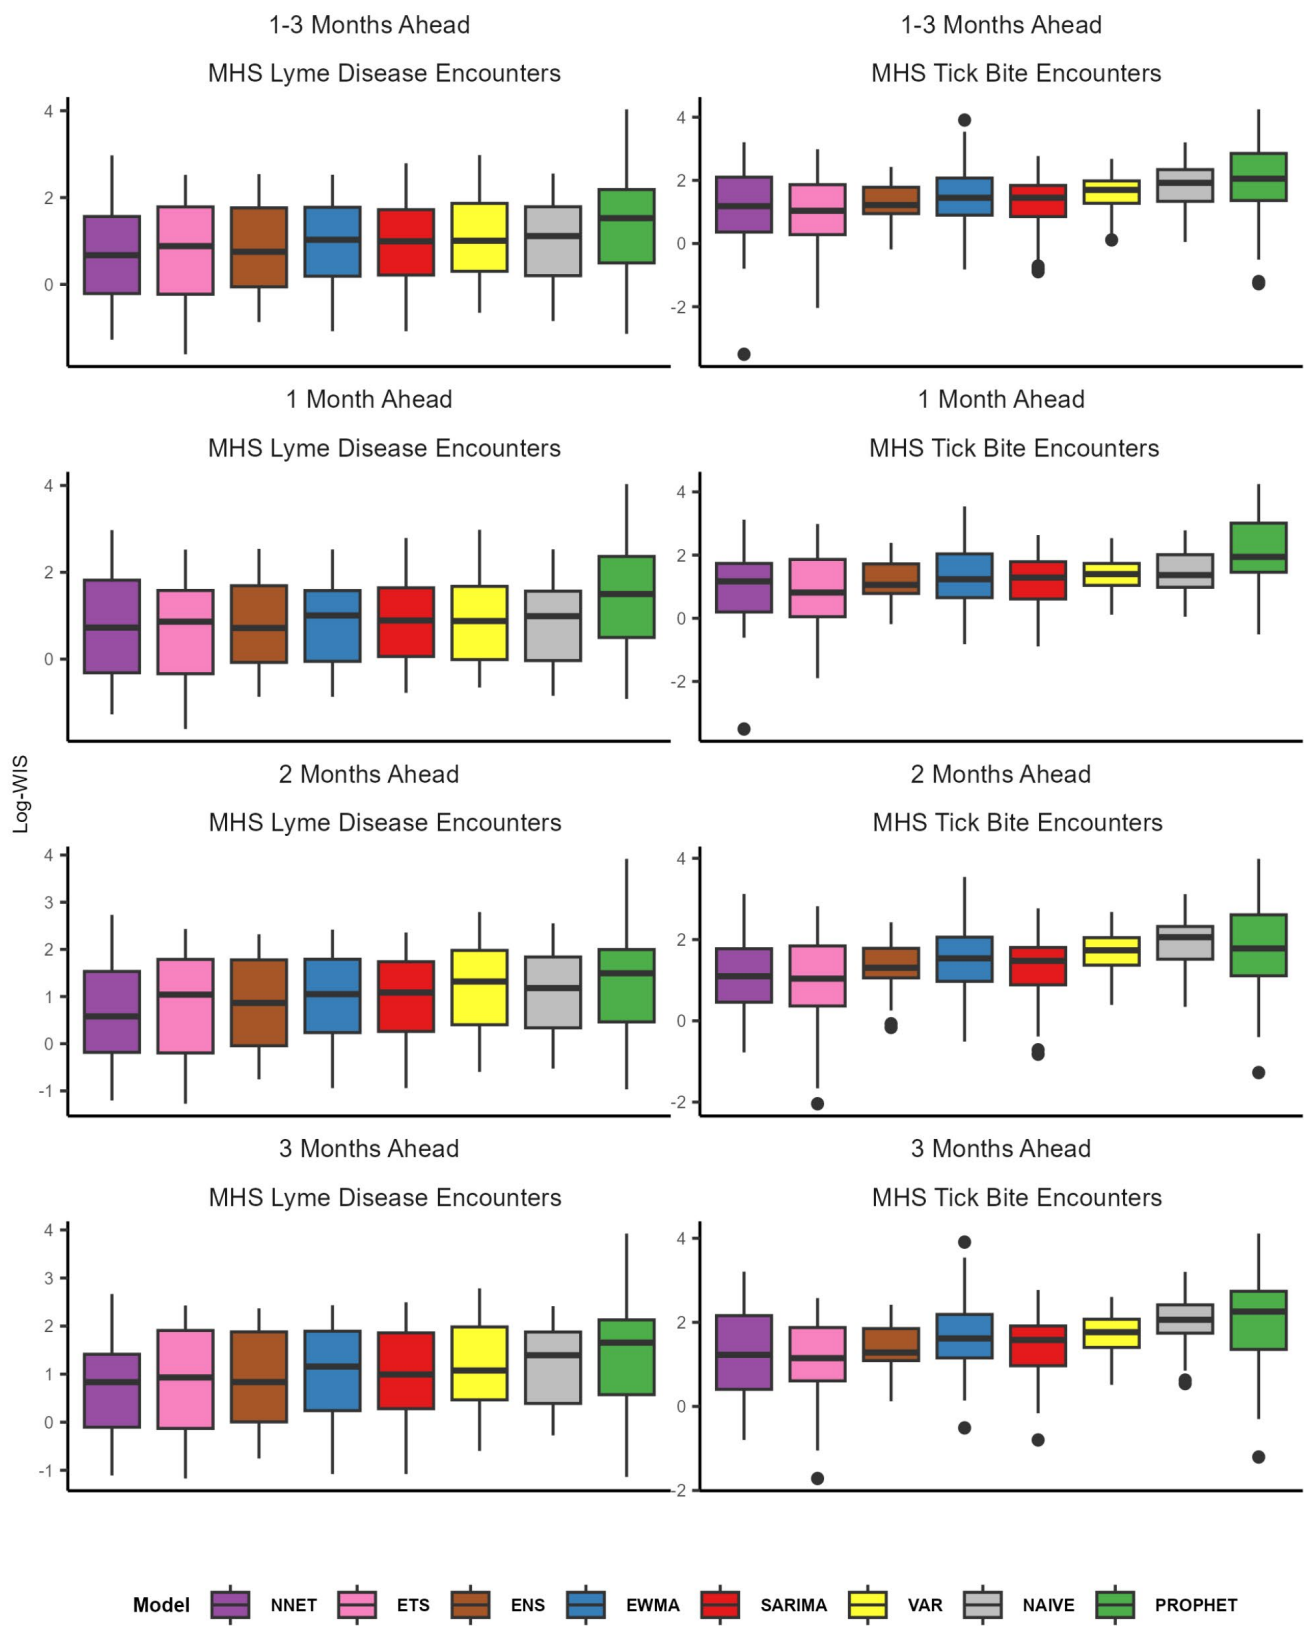 1-3 Months Ahead
MHS Lyme Disease Encounters
4
2
0
1-3 Months Ahead
MHS Tick Bite Encounters
4
2
0
-2
1 Month Ahead
MHS Lyme Disease Encounters
4
2
0
1 Month Ahead
MHS Tick Bite Encounters
4
2
0
-2
Log-WIS
2 Months Ahead
MHS Lyme Disease Encounters
4
3
2
1
0
-1
2 Months Ahead
MHS Tick Bite Encounters
4
2
0
-2
3 Months Ahead
MHS Lyme Disease Encounters
4
3
2
1
0
-1
3 Months Ahead
MHS Tick Bite Encounters
4
2
0
-2
Model NNET ETS ENS EWMA SARIMA VAR NAIVE PROPHET